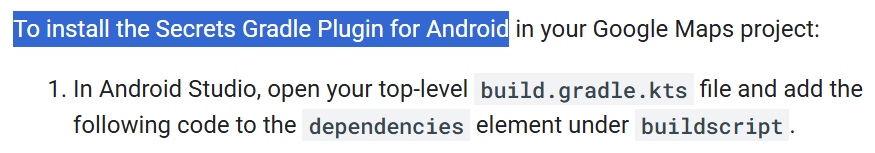 To install the Secrets Gradle Plugin for Android in your Google Maps project:
1. In Android Studio, open your top-level build.gradle.kts file and add the
following code to the dependencies element under buildscript.